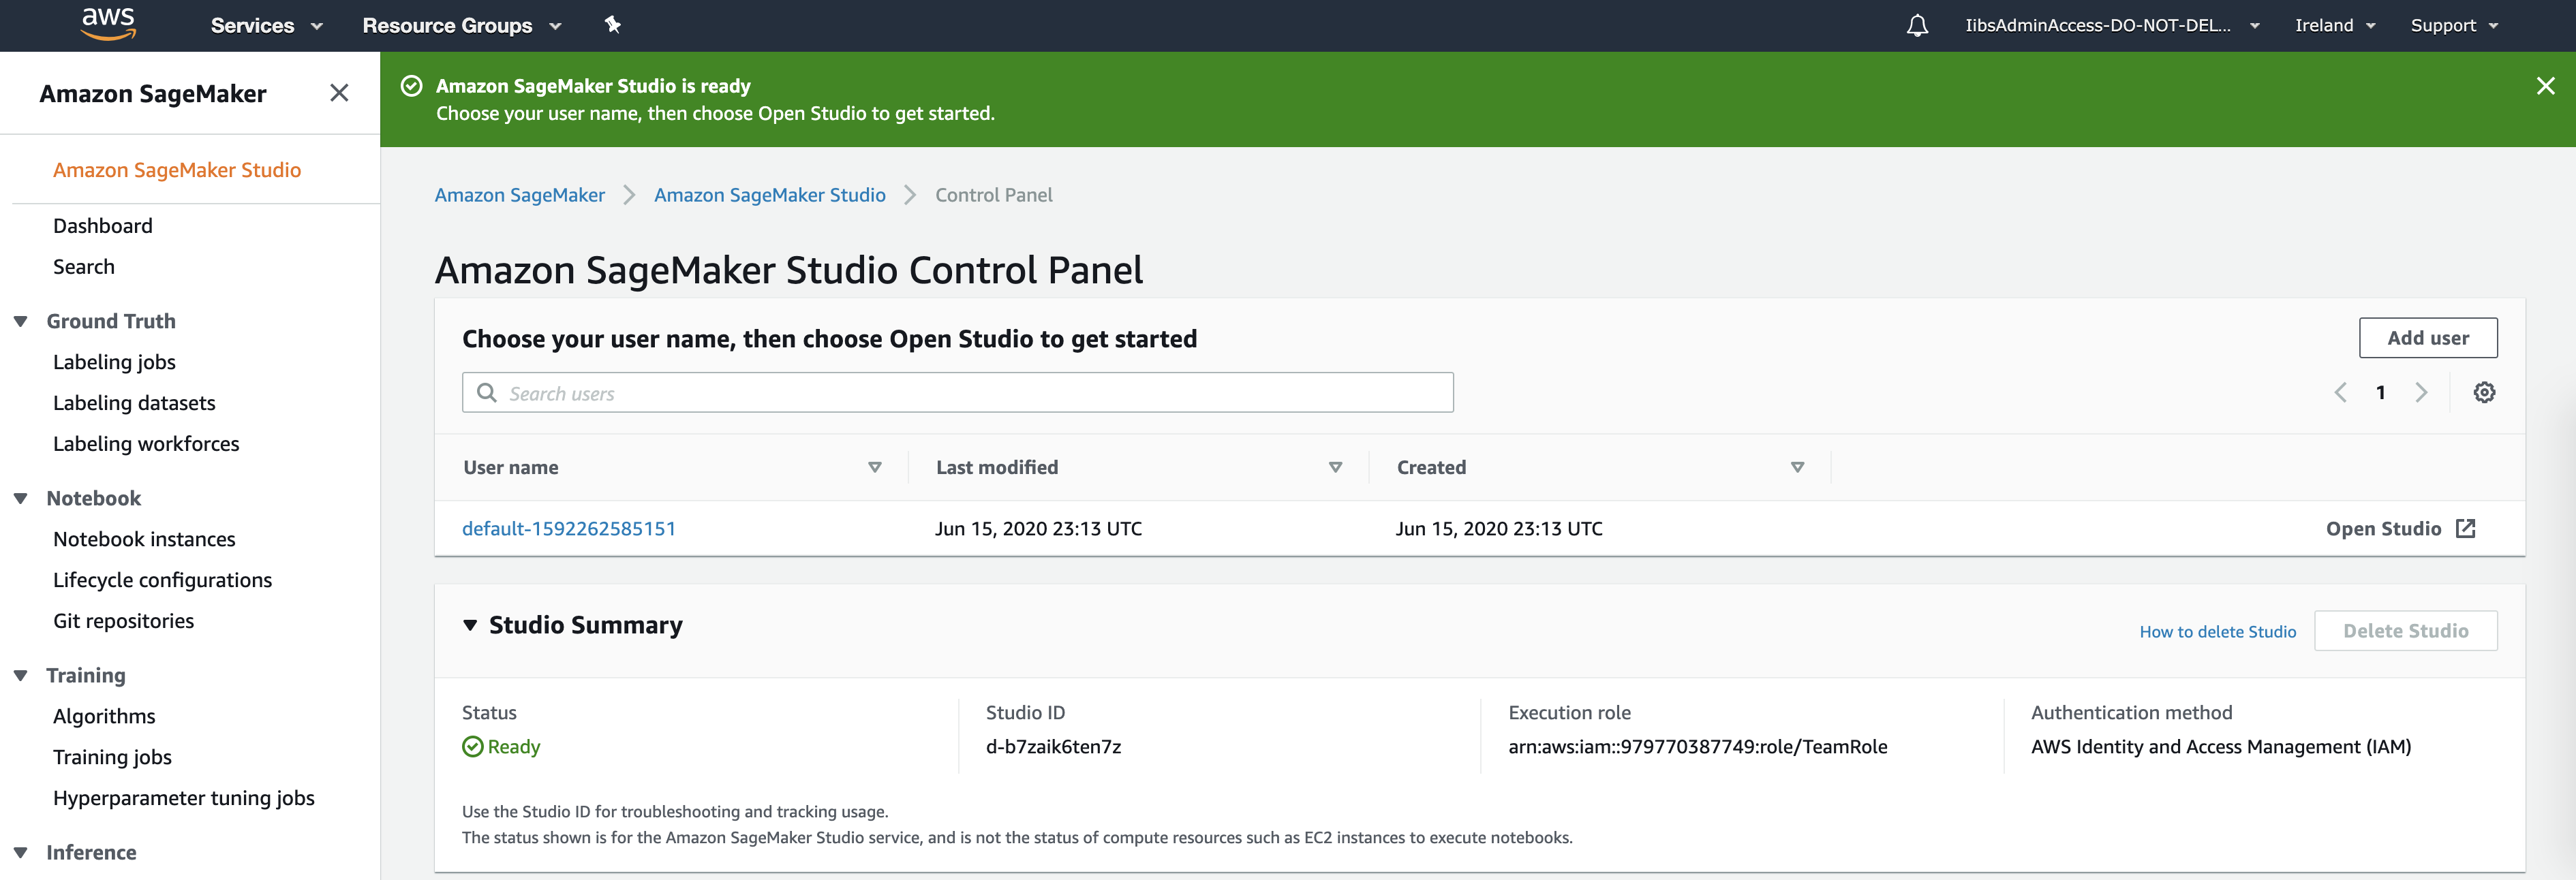 aws
Services
Resource Groups
IibsAdminAccess-DO-NOT-DEL...
Ireland
Support
Amazon SageMaker
Amazon SageMaker Studio
Dashboard
Search
Ground Truth
Labeling jobs
Labeling datasets
Labeling workforces
Notebook
Notebook instances
Lifecycle configurations
Git repositories
Training
Algorithms
Training jobs
Hyperparameter tuning jobs
Inference
Amazon SageMaker Studio is ready
Choose your user name, then choose Open Studio to get started.
Amazon SageMaker
Amazon SageMaker Studio
Control Panel
Amazon SageMaker Studio Control Panel
Choose your user name, then choose Open Studio to get started
Add user
Search users
1
User name
Last modified
Created
default-1592262585151
Jun 15, 2020 23:13 UTC
Jun 15, 2020 23:13 UTC
Open Studio
Studio Summary
How to delete Studio
Delete Studio
Status
Ready
Studio ID
d-b7zaik6ten7z
Execution role
arn:aws:iam::979770387749:role/TeamRole
Authentication method
AWS Identity and Access Management (IAM)
Use the Studio ID for troubleshooting and tracking usage.
The status shown is for the Amazon SageMaker Studio service, and is not the status of compute resources such as EC2 instances to execute notebooks.